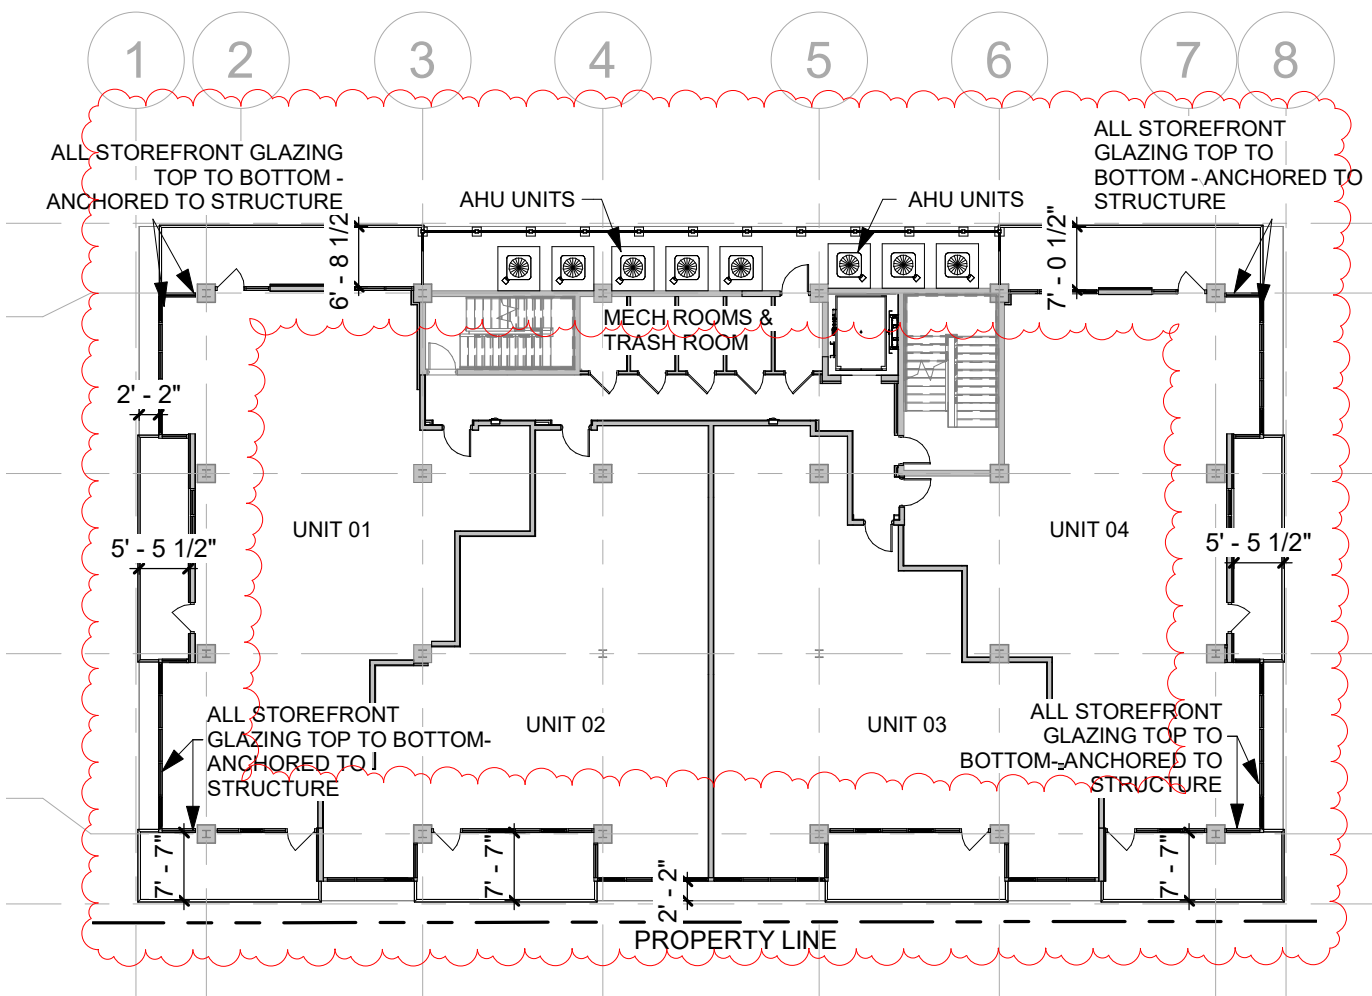 1 2 3 4 5 6 7 8
ALL STOREFRONT GLAZING
TOP TO BOTTOM -
ANCHORED TO STRUCTURE
ALL STOREFRONT
GLAZING TOP TO
BOTTOM - ANCHORED TO
STRUCTURE
AHU UNITS
AHU UNITS
6' - 8 1/2"
7' - 0 1/2"
MECH ROOMS &
TRASH ROOM
2' - 2"
UNIT 01
UNIT 04
5' - 5 1/2"
5' - 5 1/2"
ALL STOREFRONT
GLAZING TOP TO BOTTOM-
ANCHORED TO
STRUCTURE
UNIT 02
UNIT 03
ALL STOREFRONT
GLAZING TOP TO
BOTTOM- ANCHORED TO
STRUCTURE
7' - 7"
7' - 7"
2' - 2"
7' - 7"
PROPERTY LINE